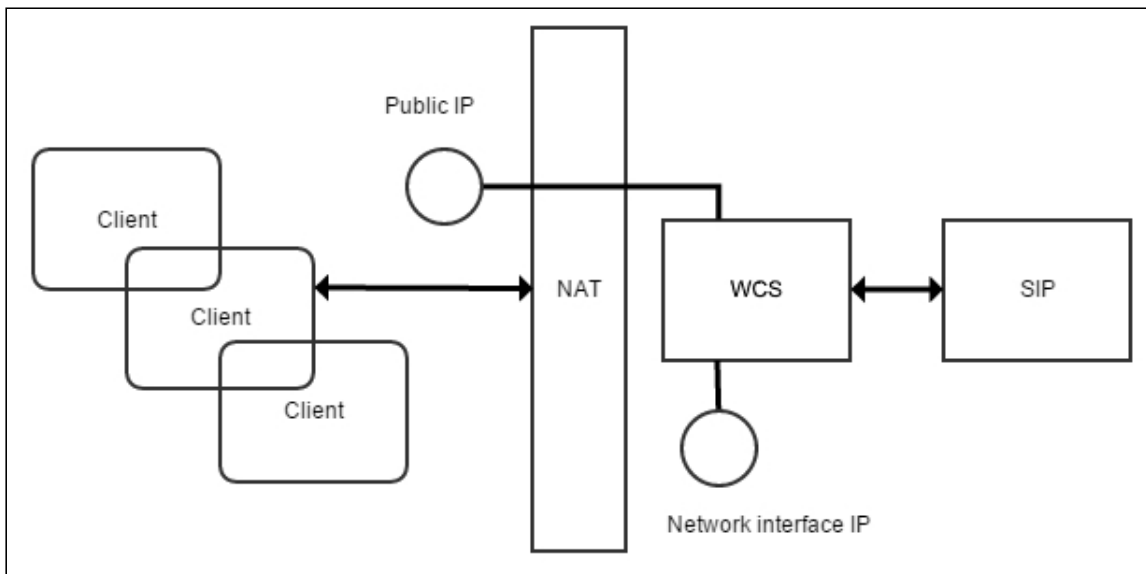 Public IP
Client
Client
Client
NAT
WCS
SIP
Network interface IP